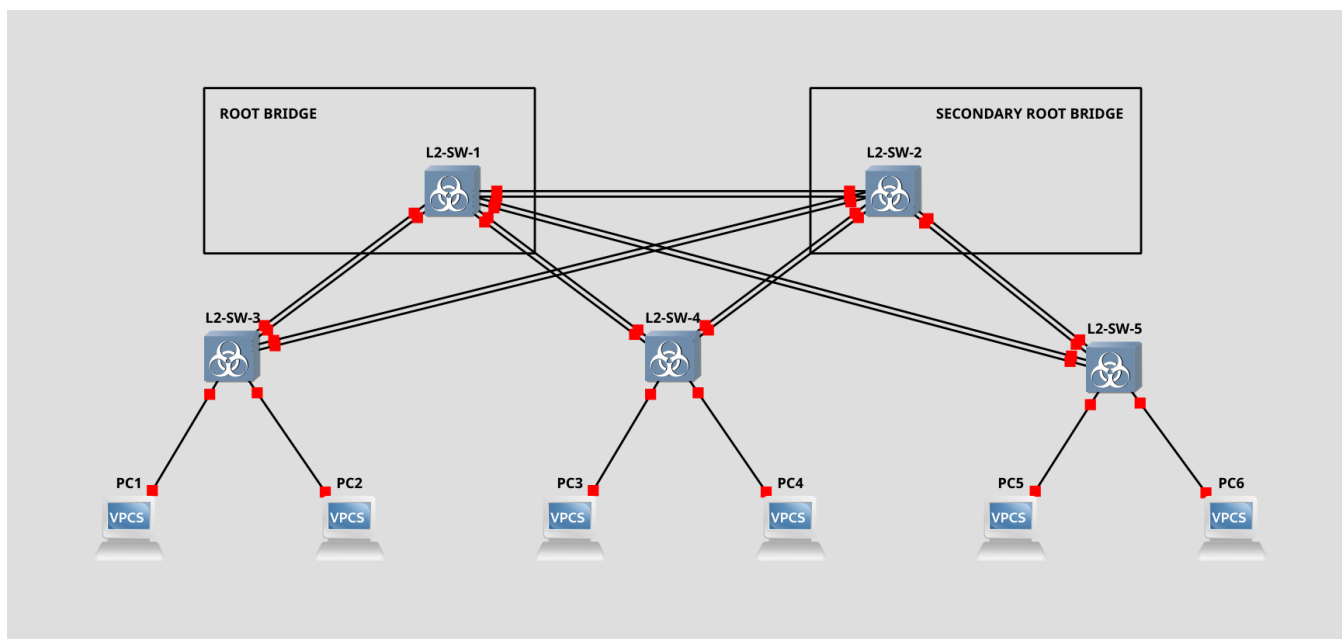 ROOT BRIDGE
SECONDARY ROOT BRIDGE
L2-SW-1
L2-SW-2
L2-SW-3
L2-SW-4
L2-SW-5
PC1
PC2
PC3
PC4
PC5
PC6
VPCS
VPCS
VPCS
VPCS
VPCS
VPCS